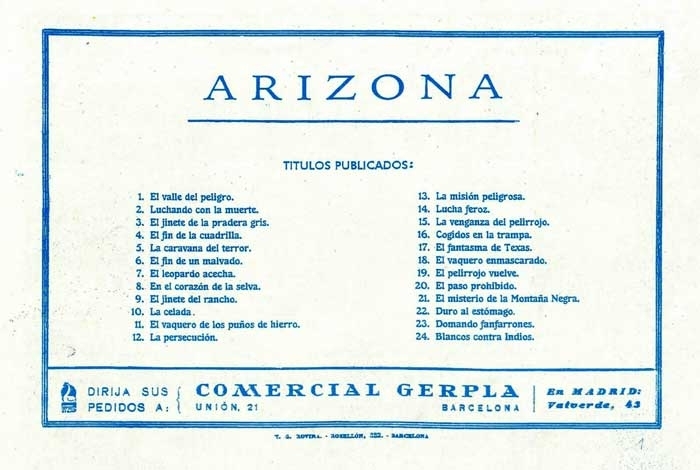 ARIZONA
TITULOS PUBLICADOS:
1. El valle del peligro.
2. Luchando con la muerte.
3. El jinete de la pradera gris.
4. El fin de la cuadrilla.
5. La caravana del terror.
6. El fin de un malvado.
7. El leopardo acecha.
8. En el corazón de la selva.
9. El jinete del rancho.
10. La celada.
11. El vaquero de los puños de hierro.
12. La persecución.
13. La misión peligrosa.
14. Lucha feroz.
15. La venganza del pelirrojo.
16. Cogidos en la trampa.
17. El fantasma de Texas.
18. El vaquero enmascarado.
19. El pelirrojo vuelve.
20. El paso prohibido.
21. El misterio de la Montaña Negra.
22. Duro al estómago.
23. Domando fanfarrones.
24. Blancos contra Indios.
DIRIJA SUS
PEDIDOS A:
COMERCIAL GERPLA
UNIÓN, 21 BARCELONA
En MADRID:
Valverde, 43
T. G. ROVIRA. - ROSELLÓN, 332. - BARCELONA
1